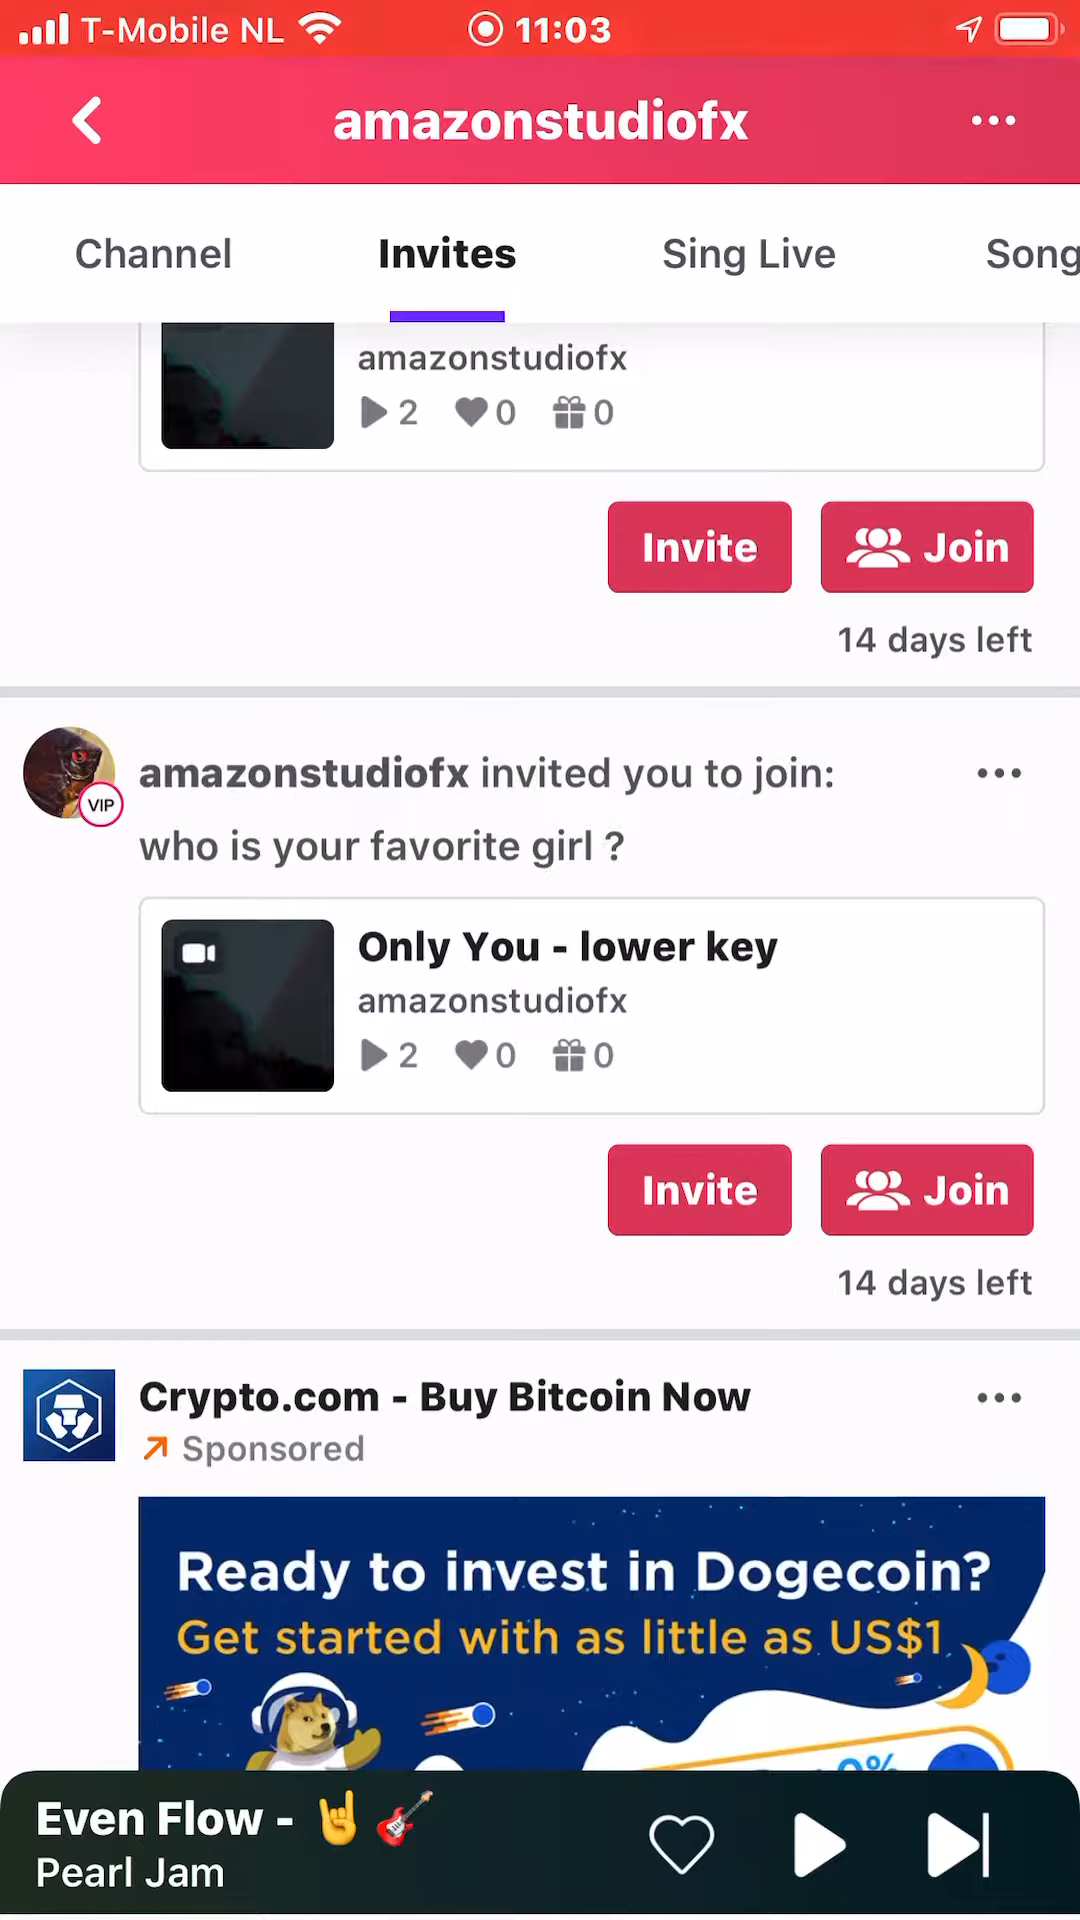 T-Mobile NL 11:03
amazonstudiofx
Channel Invites Sing Live Song
amazonstudiofx
2 0 0
Invite Join
14 days left
amazonstudiofx invited you to join:
VIP
who is your favorite girl ?
Only You - lower key
amazonstudiofx
2 0 0
Invite Join
14 days left
Crypto.com - Buy Bitcoin Now
Sponsored
Ready to invest in Dogecoin?
Get started with as little as US$1
0%
Even Flow - 🤘 🎸
Pearl Jam